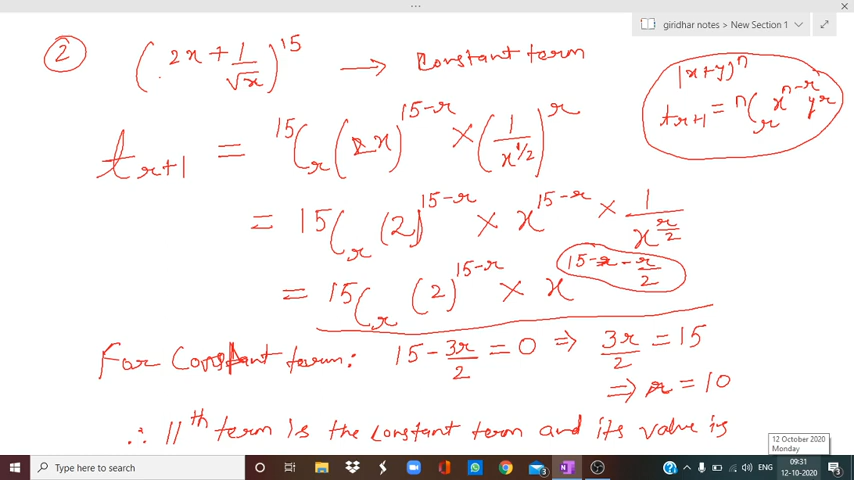 ...
giridhar notes > New Section 1
② (2x + 1/√x)^15 → Constant term
(x+y)^n
t_{r+1} = ^nC_r x^{n-r} y^r
t_{r+1} = ^15C_r (2x)^{15-r} × (1/x^{1/2})^r
= 15C_r (2)^{15-r} × x^{15-r} × 1/x^{r/2}
= 15C_r (2)^{15-r} × x^{15-r-r/2}
For Constant term: 15 - 3r/2 = 0 ⇒ 3r/2 = 15
⇒ r = 10
∴ 11th term is the constant term and its value is
12 October 2020
Monday
Type here to search
3
ENG
09:31
12-10-2020
3